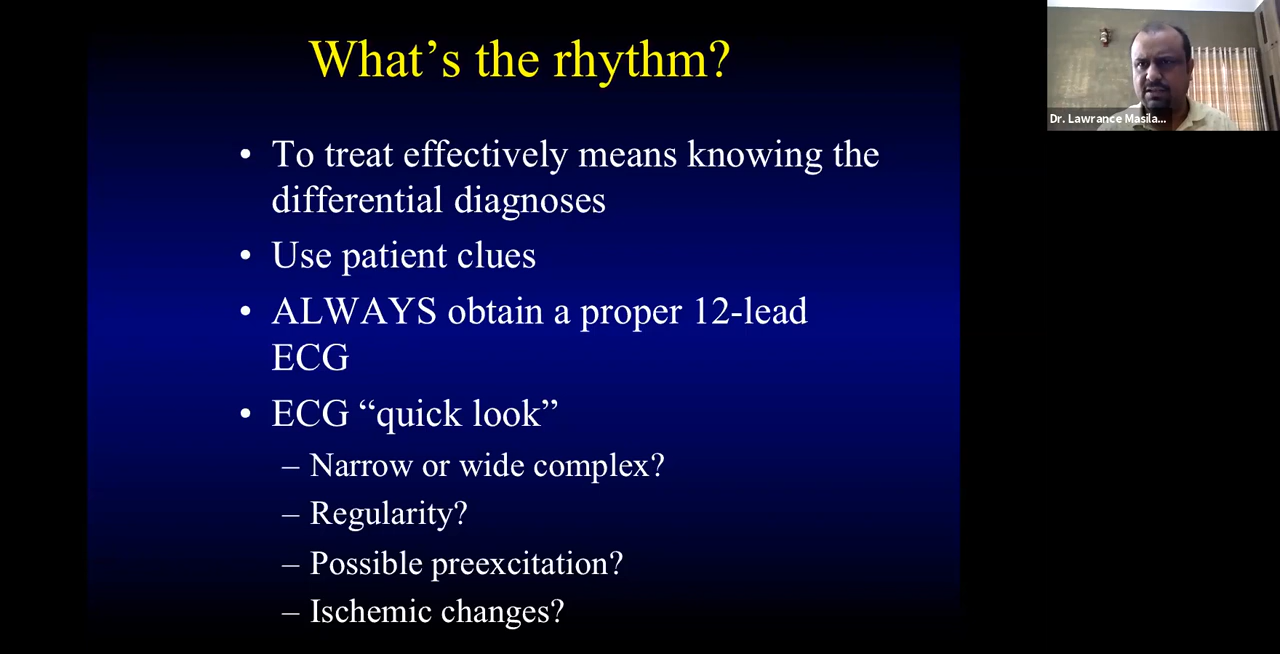 What’s the rhythm?
• To treat effectively means knowing the
differential diagnoses
• Use patient clues
• ALWAYS obtain a proper 12-lead
ECG
• ECG “quick look”
– Narrow or wide complex?
– Regularity?
– Possible preexcitation?
– Ischemic changes?
Dr. Lawrance Masila...